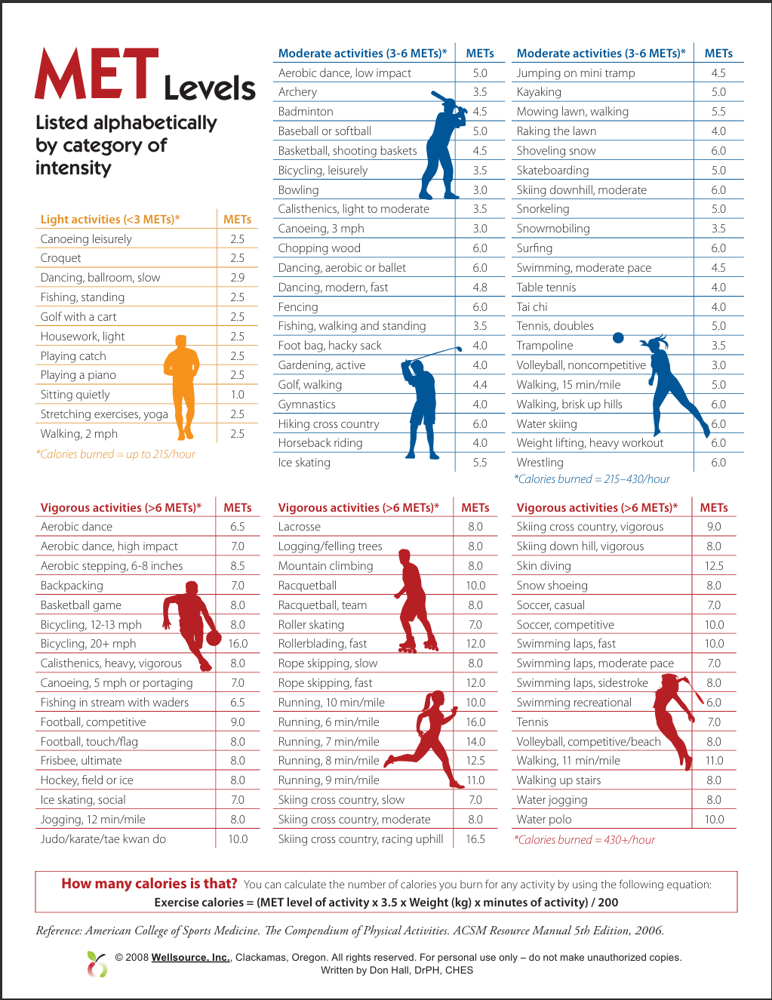 MET Levels
Listed alphabetically
by category of
intensity
Light activities (<3 METs)* METs
Canoeing leisurely 2.5
Croquet 2.5
Dancing, ballroom, slow 2.9
Fishing, standing 2.5
Golf with a cart 2.5
Housework, light 2.5
Playing catch 2.5
Playing a piano 2.5
Sitting quietly 1.0
Stretching exercises, yoga 2.5
Walking, 2 mph 2.5
*Calories burned = up to 215/hour
Moderate activities (3-6 METs)* METs
Aerobic dance, low impact 5.0
Archery 3.5
Badminton 4.5
Baseball or softball 5.0
Basketball, shooting baskets 4.5
Bicycling, leisurely 3.5
Bowling 3.0
Calisthenics, light to moderate 3.5
Canoeing, 3 mph 3.0
Chopping wood 6.0
Dancing, aerobic or ballet 6.0
Dancing, modern, fast 4.8
Fencing 6.0
Fishing, walking and standing 3.5
Foot bag, hacky sack 4.0
Gardening, active 4.0
Golf, walking 4.4
Gymnastics 4.0
Hiking cross country 6.0
Horseback riding 4.0
Ice skating 5.5
Moderate activities (3-6 METs)* METs
Jumping on mini tramp 4.5
Kayaking 5.0
Mowing lawn, walking 5.5
Raking the lawn 4.0
Shoveling snow 6.0
Skateboarding 5.0
Skiing downhill, moderate 6.0
Snorkeling 5.0
Snowmobiling 3.5
Surfing 6.0
Swimming, moderate pace 4.5
Table tennis 4.0
Tai chi 4.0
Tennis, doubles 5.0
Trampoline 3.5
Volleyball, noncompetitive 3.0
Walking, 15 min/mile 5.0
Walking, brisk up hills 6.0
Water skiing 6.0
Weight lifting, heavy workout 6.0
Wrestling 6.0
*Calories burned = 215–430/hour
Vigorous activities (>6 METs)* METs
Aerobic dance 6.5
Aerobic dance, high impact 7.0
Aerobic stepping, 6-8 inches 8.5
Backpacking 7.0
Basketball game 8.0
Bicycling, 12-13 mph 8.0
Bicycling, 20+ mph 16.0
Calisthenics, heavy, vigorous 8.0
Canoeing, 5 mph or portaging 7.0
Fishing in stream with waders 6.5
Football, competitive 9.0
Football, touch/flag 8.0
Frisbee, ultimate 8.0
Hockey, field or ice 8.0
Ice skating, social 7.0
Jogging, 12 min/mile 8.0
Judo/karate/tae kwan do 10.0
Vigorous activities (>6 METs)* METs
Lacrosse 8.0
Logging/felling trees 8.0
Mountain climbing 8.0
Racquetball 10.0
Racquetball, team 8.0
Roller skating 7.0
Rollerblading, fast 12.0
Rope skipping, slow 8.0
Rope skipping, fast 12.0
Running, 10 min/mile 10.0
Running, 6 min/mile 16.0
Running, 7 min/mile 14.0
Running, 8 min/mile 12.5
Running, 9 min/mile 11.0
Skiing cross country, slow 7.0
Skiing cross country, moderate 8.0
Skiing cross country, racing uphill 16.5
Vigorous activities (>6 METs)* METs
Skiing cross country, vigorous 9.0
Skiing down hill, vigorous 8.0
Skin diving 12.5
Snow shoeing 8.0
Soccer, casual 7.0
Soccer, competitive 10.0
Swimming laps, fast 10.0
Swimming laps, moderate pace 7.0
Swimming laps, sidestroke 8.0
Swimming recreational 6.0
Tennis 7.0
Volleyball, competitive/beach 8.0
Walking, 11 min/mile 11.0
Walking up stairs 8.0
Water jogging 8.0
Water polo 10.0
*Calories burned = 430+/hour
How many calories is that? You can calculate the number of calories you burn for any activity by using the following equation:
Exercise calories = (MET level of activity x 3.5 x Weight (kg) x minutes of activity) / 200
Reference: American College of Sports Medicine. The Compendium of Physical Activities. ACSM Resource Manual 5th Edition, 2006.
© 2008 Wellsource, Inc., Clackamas, Oregon. All rights reserved. For personal use only – do not make unauthorized copies.
Written by Don Hall, DrPH, CHES